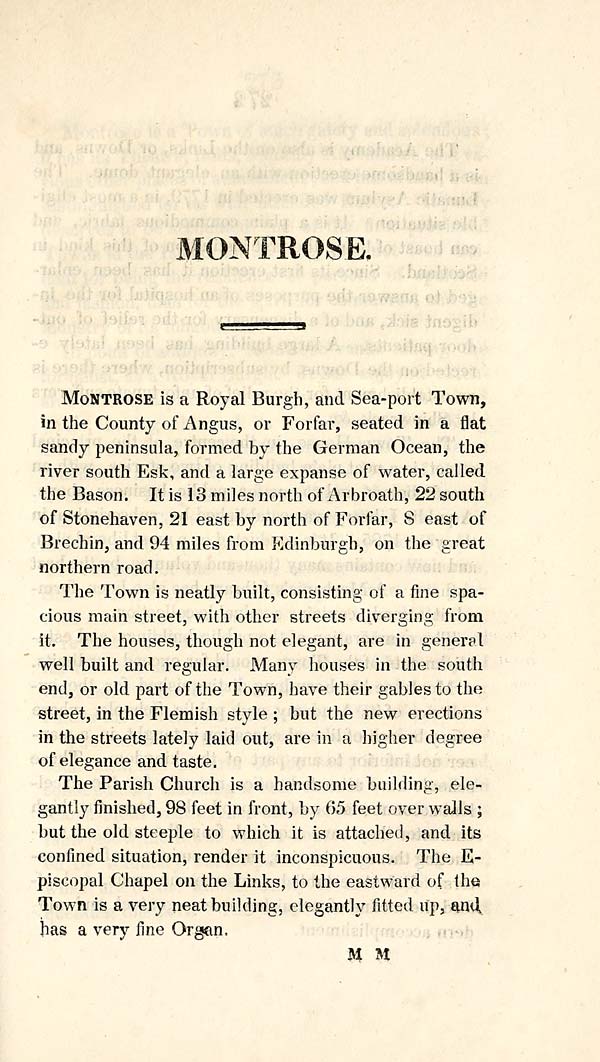 MONTROSE.
MONTROSE is a Royal Burgh, and Sea-port Town,
in the County of Angus, or Forfar, seated in a flat
sandy peninsula, formed by the German Ocean, the
river south Esk, and a large expanse of water, called
the Bason. It is 13 miles north of Arbroath, 22 south
of Stonehaven, 21 east by north of Forfar, 8 east of
Brechin, and 94 miles from Edinburgh, on the great
northern road.
The Town is neatly built, consisting of a fine spa-
cious main street, with other streets diverging from
it. The houses, though not elegant, are in general
well built and regular. Many houses in the south
end, or old part of the Town, have their gables to the
street, in the Flemish style ; but the new erections
in the streets lately laid out, are in a higher degree
of elegance and taste.
The Parish Church is a handsome building, ele-
gantly finished, 98 feet in front, by 65 feet over walls ;
but the old steeple to which it is attached, and its
confined situation, render it inconspicuous. The E-
piscopal Chapel on the Links, to the eastward of the
Town is a very neat building, elegantly fitted up, and
has a very fine Organ.
M M